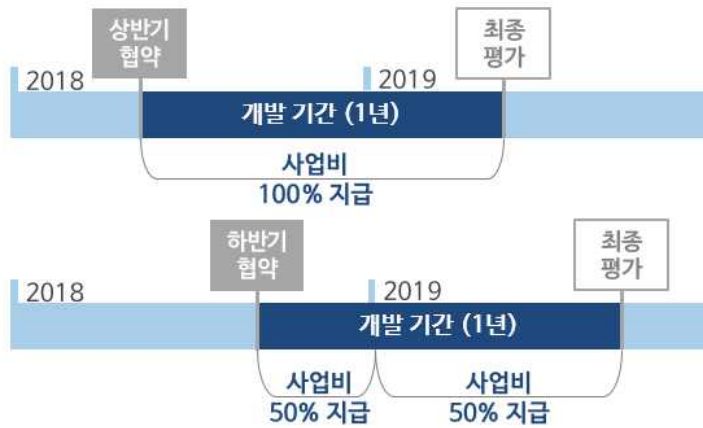 상반기
협약
최종
평가
2018
2019
개발 기간 (1년)
사업비
100% 지급
하반기
협약
최종
평가
2018
2019
개발 기간 (1년)
사업비
50% 지급
사업비
50% 지급